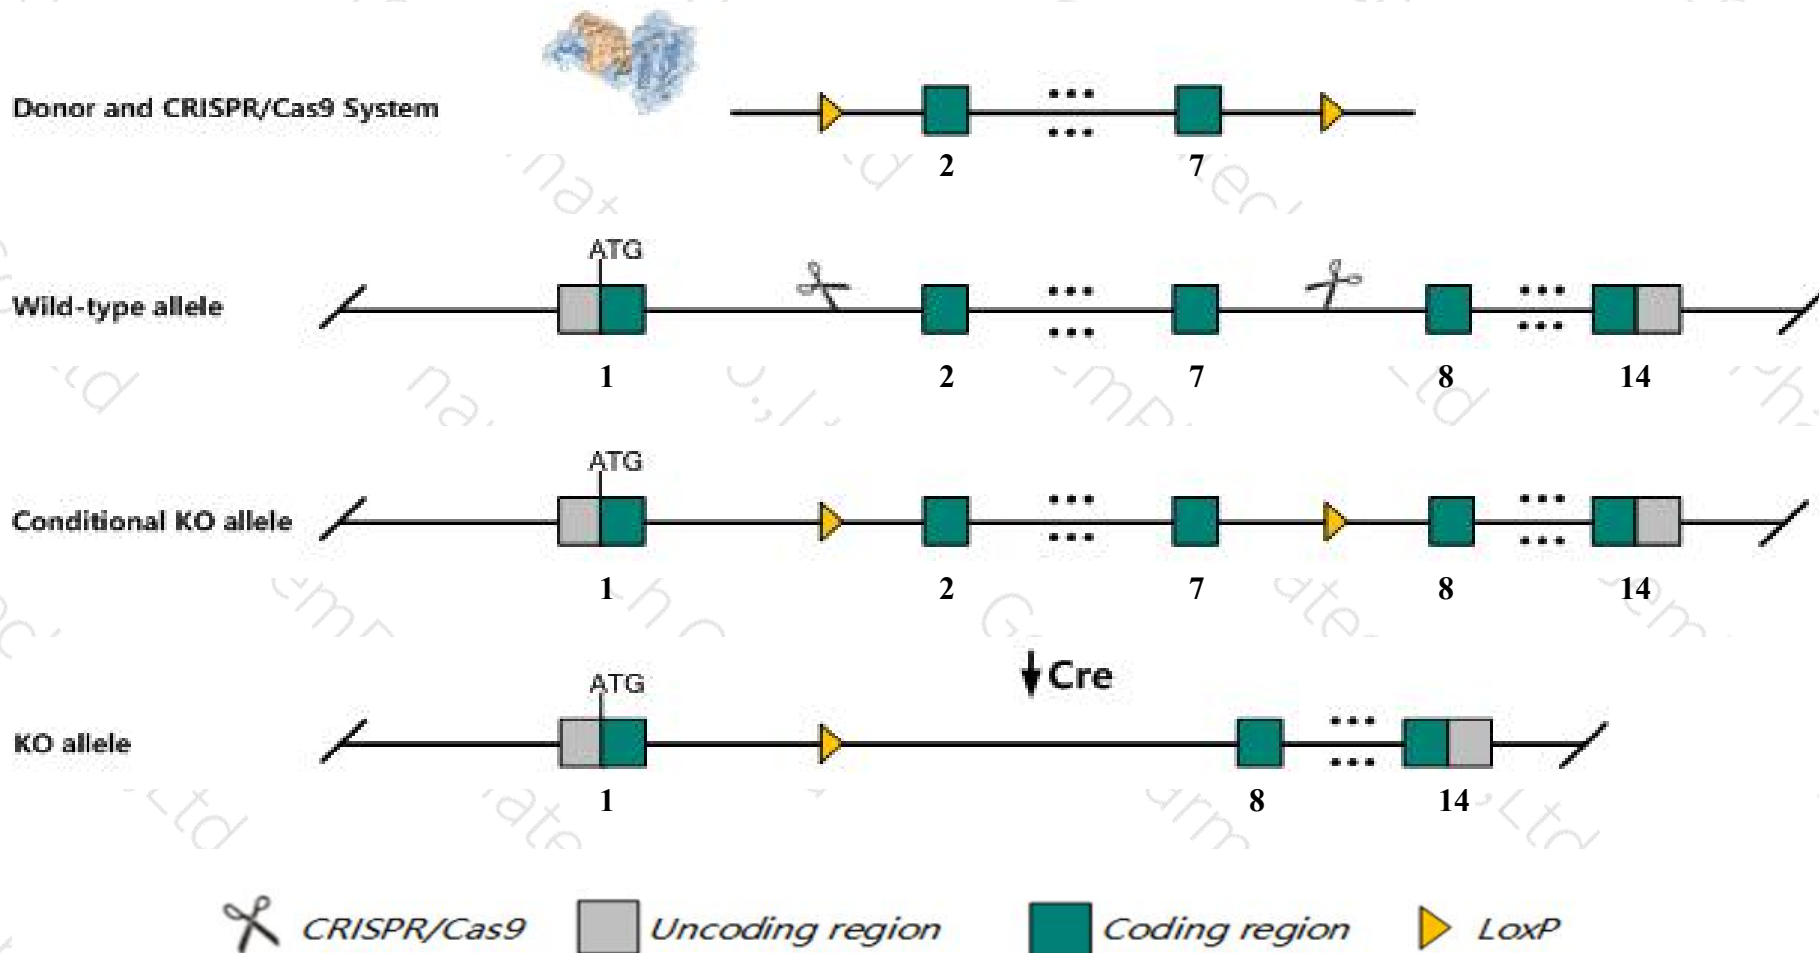 Donor and CRISPR/Cas9 System
2 7
ATG
Wild-type allele
1 2 7 8 14
ATG
Conditional KO allele
1 2 7 8 14
Cre
ATG
KO allele
1 8 14
CRISPR/Cas9 Uncoding region Coding region LoxP